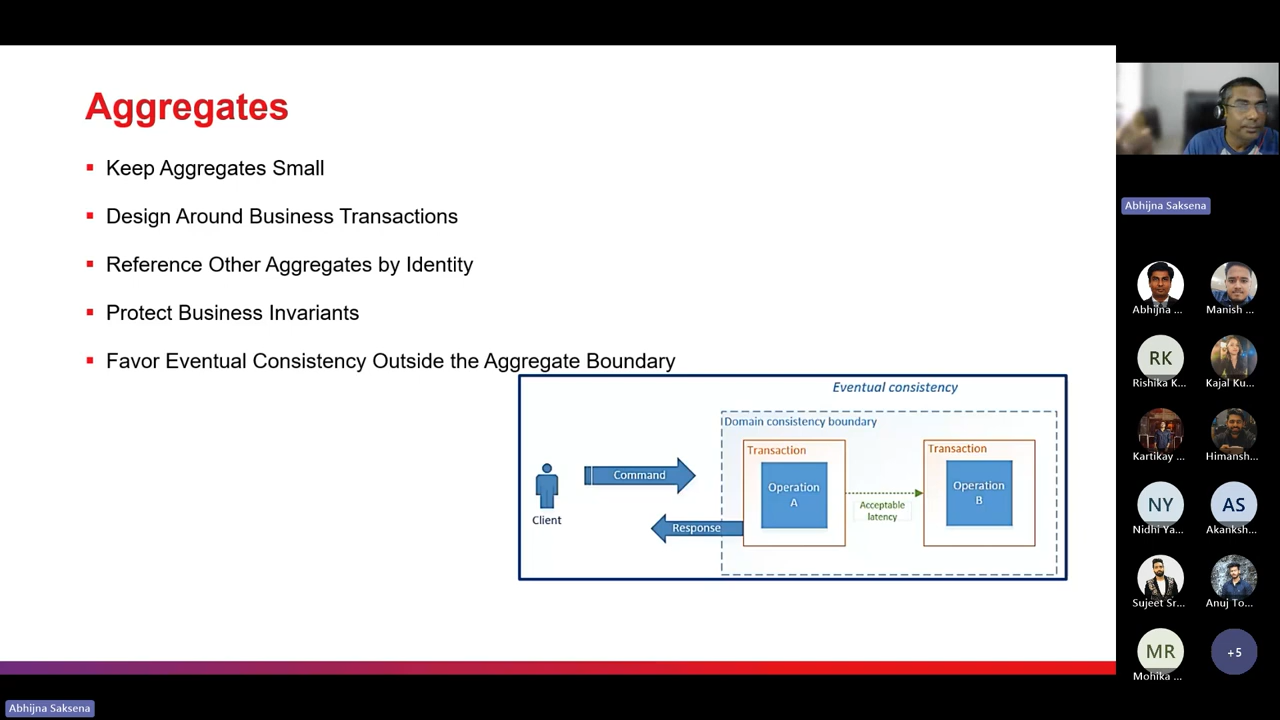 Aggregates
Keep Aggregates Small
Design Around Business Transactions
Reference Other Aggregates by Identity
Protect Business Invariants
Favor Eventual Consistency Outside the Aggregate Boundary
Eventual consistency
Domain consistency boundary
Transaction
Transaction
Command
Operation
A
Operation
B
Acceptable
latency
Client
Response
Abhijna Saksena
Abhijna ...
Manish ...
RK
Rishika K...
Kajal Ku...
Kartikay ...
Himansh...
NY
AS
Nidhi Ya...
Akanksh...
Sujeet Sr...
Anuj To...
MR
+5
Mohika ...
Abhijna Saksena